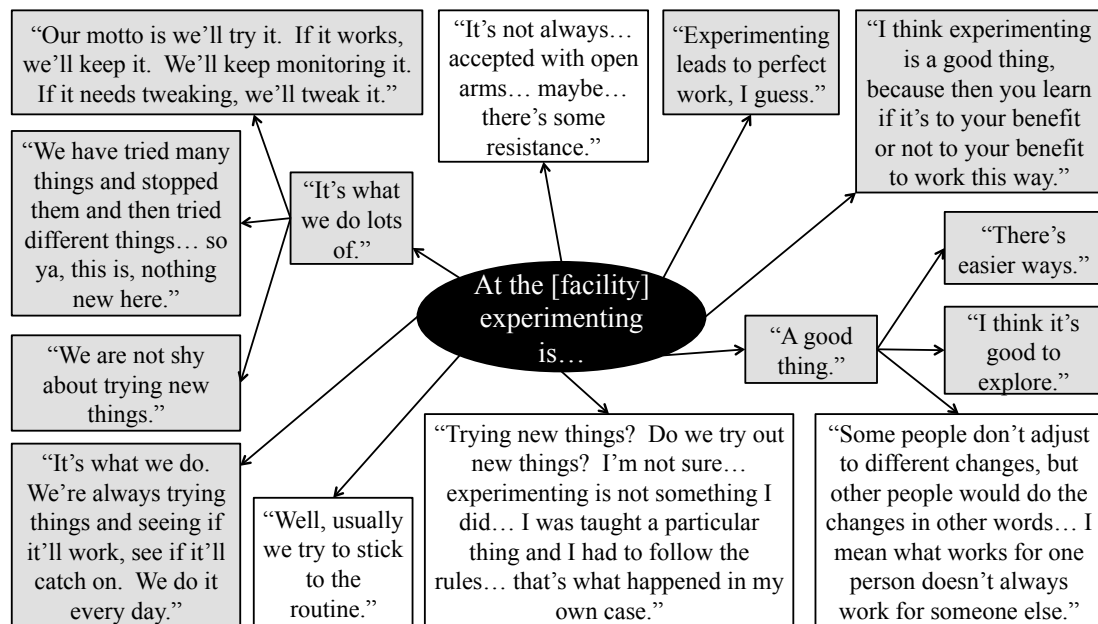 “Our motto is we’ll try it.  If it works,
we’ll keep it.  We’ll keep monitoring it.
If it needs tweaking, we’ll tweak it.”
“It’s not always…
accepted with open
arms… maybe…
there’s some
resistance.”
“Experimenting
leads to perfect
work, I guess.”
“I think experimenting
is a good thing,
because then you learn
if it’s to your benefit
or not to your benefit
to work this way.”
“We have tried many
things and stopped
them and then tried
different things… so
ya, this is, nothing
new here.”
“It’s what
we do lots
of.”
“There’s
easier ways.”
At the [facility]
experimenting
is…
“A good
thing.”
“I think it’s
good to
explore.”
“We are not shy
about trying new
things.”
“It’s what we do.
We’re always trying
things and seeing if
it’ll work, see if it’ll
catch on.  We do it
every day.”
“Well, usually
we try to stick
to the
routine.”
“Trying new things?  Do we try out
new things?  I’m not sure…
experimenting is not something I
did… I was taught a particular
thing and I had to follow the
rules… that’s what happened in my
own case.”
“Some people don’t adjust
to different changes, but
other people would do the
changes in other words… I
mean what works for one
person doesn’t always
work for someone else.”